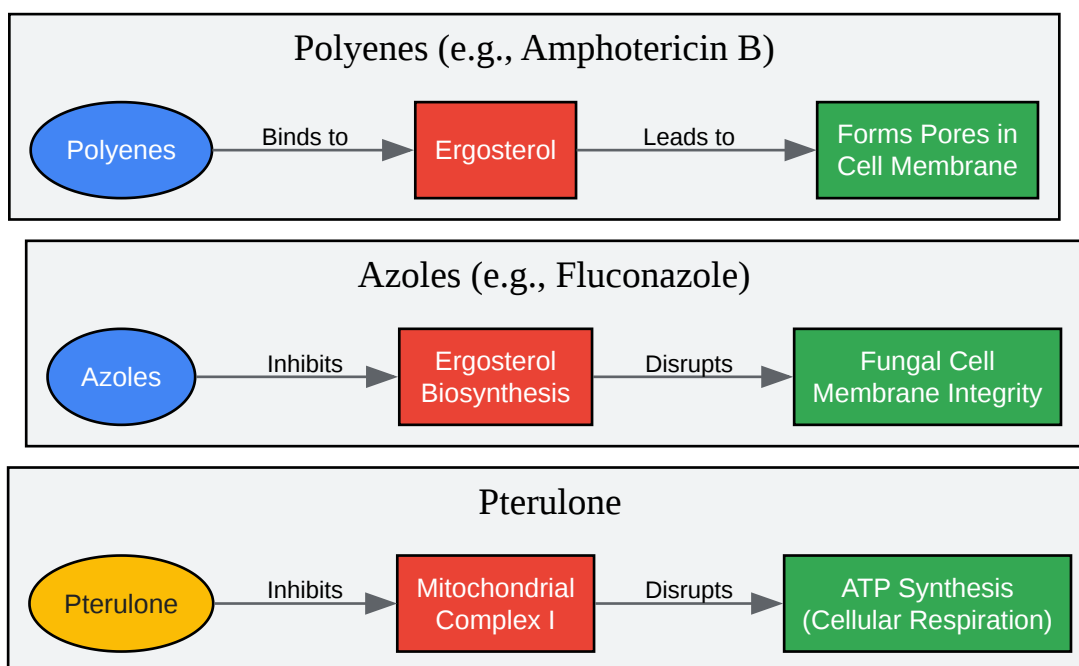 Polyenes (e.g., Amphotericin B)
Polyenes
Binds to
Ergosterol
Leads to
Forms Pores in
Cell Membrane
Azoles (e.g., Fluconazole)
Azoles
Inhibits
Ergosterol
Biosynthesis
Disrupts
Fungal Cell
Membrane Integrity
Pterulone
Pterulone
Inhibits
Mitochondrial
Complex I
Disrupts
ATP Synthesis
(Cellular Respiration)